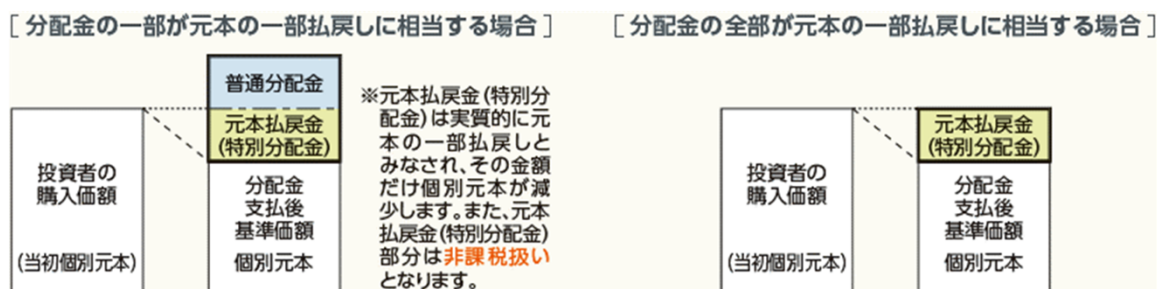 [ 分配金の一部が元本の一部払戻しに相当する場合 ]
普通分配金
元本払戻金
(特別分配金)
投資者の
購入価額
(当初個別元本)
分配金
支払後
基準価額
個別元本
※元本払戻金(特別分
配金)は実質的に元
本の一部払戻しと
みなされ、その金額
だけ個別元本が減
少します。また、元本
払戻金(特別分配金)
部分は非課税扱い
となります。
[ 分配金の全部が元本の一部払戻しに相当する場合 ]
元本払戻金
(特別分配金)
投資者の
購入価額
(当初個別元本)
分配金
支払後
基準価額
個別元本